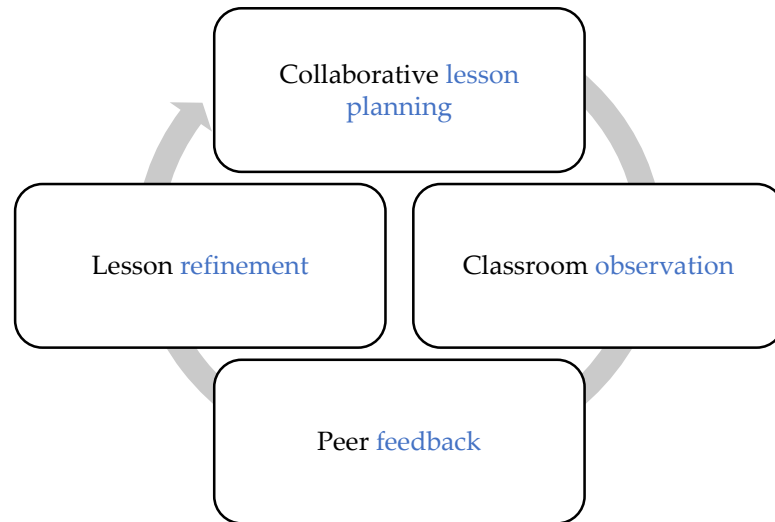 Collaborative lesson
planning
Classroom observation
Peer feedback
Lesson refinement